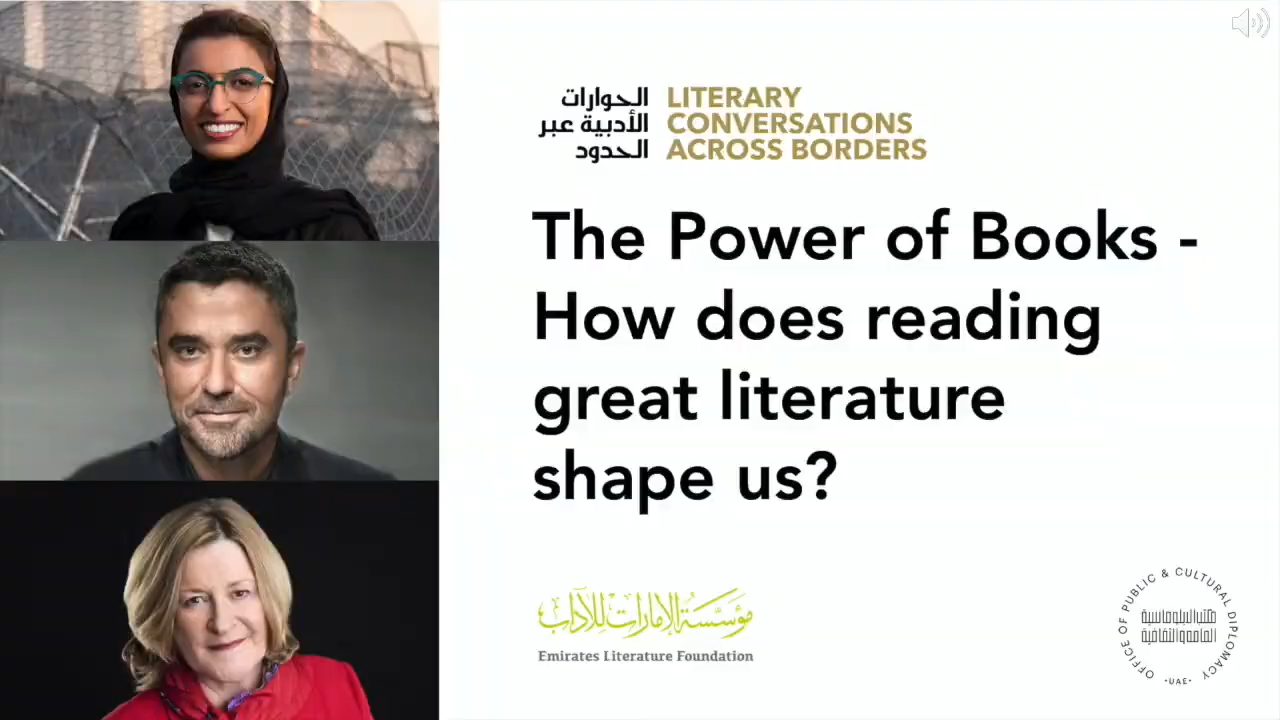 الحوارات
الأدبية عبر
الحدود
LITERARY
CONVERSATIONS
ACROSS BORDERS
The Power of Books -
How does reading
great literature
shape us?
مؤسسة الإمارات للآداب
Emirates Literature Foundation
OFFICE OF PUBLIC & CULTURAL DIPLOMACY
مكتب الدبلوماسية
العامة والثقافية
·UAE·